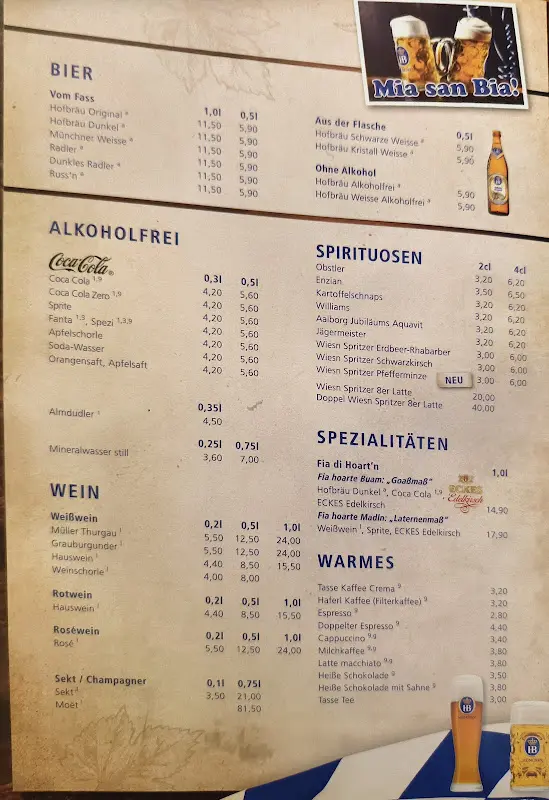 Mia san Bia!
BIER
Vom Fass 1,0l 0,5l
Hofbräu Original a 11,50 5,90
Hofbräu Dunkel a 11,50 5,90
Münchner Weisse a 11,50 5,90
Radler a 11,50 5,90
Dunkles Radler a 11,50 5,90
Russ'n a 11,50 5,90
Aus der Flasche 0,5l
Hofbräu Schwarze Weisse a 5,90
Hofbräu Kristall Weisse a 5,90
Ohne Alkohol
Hofbräu Alkoholfrei a 5,90
Hofbräu Weisse Alkoholfrei a 5,90
ALKOHOLFREI
Coca-Cola®
0,3l 0,5l
Coca Cola 1,9 4,20 5,60
Coca Cola Zero 1,9 4,20 5,60
Sprite 4,20 5,60
Fanta 1,3, Spezi 1,3,9 4,20 5,60
Apfelschorle 4,20 5,60
Soda-Wasser 4,20 5,60
Orangensaft, Apfelsaft 4,20 5,60
0,35l
Almdudler 1 4,50
0,25l 0,75l
Mineralwasser still 3,60 7,00
WEIN
Weißwein 0,2l 0,5l 1,0l
Müller Thurgau l 5,50 12,50 24,00
Grauburgunder l 5,50 12,50 24,00
Hauswein l 4,40 8,50 15,50
Weinschorle l 4,00 8,00
Rotwein 0,2l 0,5l 1,0l
Hauswein l 4,40 8,50 15,50
Roséwein 0,2l 0,5l 1,0l
Rosé l 5,50 12,50 24,00
Sekt / Champagner 0,1l 0,75l
Sekt 3,50 21,00
Moët l 81,50
SPIRITUOSEN
2cl 4cl
Obstler 3,20 6,20
Enzian 3,50 6,50
Kartoffelschnaps 3,20 6,20
Williams 3,20 6,20
Aalborg Jubiläums Aquavit 3,20 6,20
Jägermeister 3,20 6,20
Wiesn Spritzer Erdbeer-Rhabarber 3,00 6,00
Wiesn Spritzer Schwarzkirsch 3,00 6,00
Wiesn Spritzer Pfefferminze NEU 3,00 6,00
Wiesn Spritzer 8er Latte 20,00
Doppel Wiesn Spritzer 8er Latte 40,00
SPEZIALITÄTEN
Fia di Hoart'n 1,0l
Fia hoarte Buam: „Goaßmaß"
Hofbräu Dunkel a, Coca Cola 1,9
ECKES Edelkirsch 14,90
ECKES
Edelkirsch
Fia hoarte Madln: „Laternenmaß"
Weißwein l, Sprite, ECKES Edelkirsch 17,90
WARMES
Tasse Kaffee Crema 9 3,20
Haferl Kaffee (Filterkaffee) 9 3,20
Espresso 9 2,80
Doppelter Espresso 9 4,40
Cappuccino 9,g 3,40
Milchkaffee 9,g 3,80
Latte macchiato 9,g 3,80
Heiße Schokolade g 3,50
Heiße Schokolade mit Sahne g 3,80
Tasse Tee 3,00
HB
HB